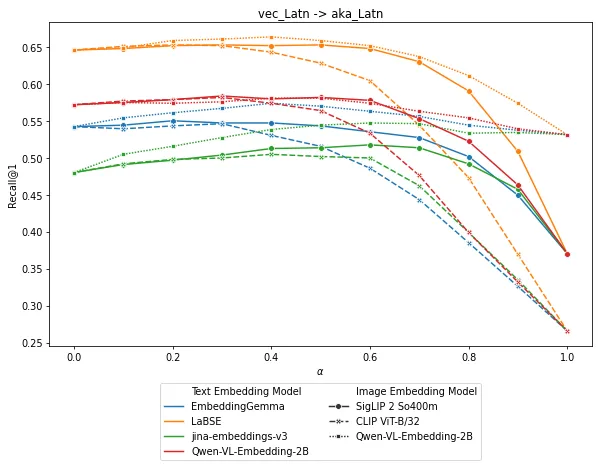 vec_Latn -> aka_Latn
Recall@1
0.65
0.60
0.55
0.50
0.45
0.40
0.35
0.30
0.25
0.0
0.2
0.4
0.6
0.8
1.0
α
Text Embedding Model
EmbeddingGemma
LaBSE
jina-embeddings-v3
Qwen-VL-Embedding-2B
Image Embedding Model
SigLIP 2 So400m
CLIP ViT-B/32
Qwen-VL-Embedding-2B